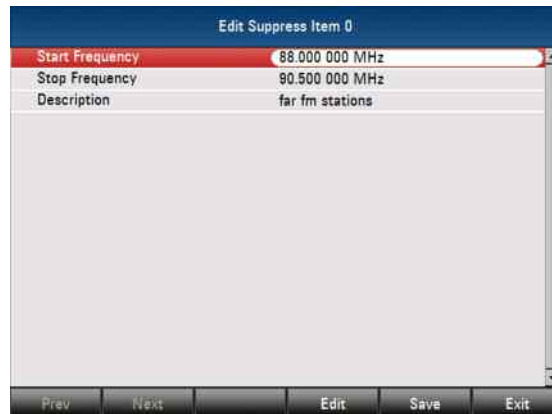 Edit Suppress Item 0
Start Frequency 88.000 000 MHz
Stop Frequency 90.500 000 MHz
Description far fm stations
Prev Next Edit Save Exit